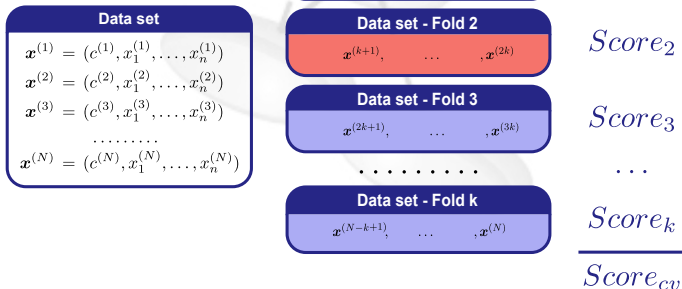 Data set
x^(1) = (c^(1), x_1^(1), . . . , x_n^(1))
x^(2) = (c^(2), x_1^(2), . . . , x_n^(2))
x^(3) = (c^(3), x_1^(3), . . . , x_n^(3))
.........
x^(N) = (c^(N), x_1^(N), . . . , x_n^(N))
Data set - Fold 2
x^(k+1), ... , x^(2k)
Score_2
Data set - Fold 3
x^(2k+1), ... , x^(3k)
Score_3
.........
...
Data set - Fold k
x^(N−k+1), ... , x^(N)
Score_k
Score_cv